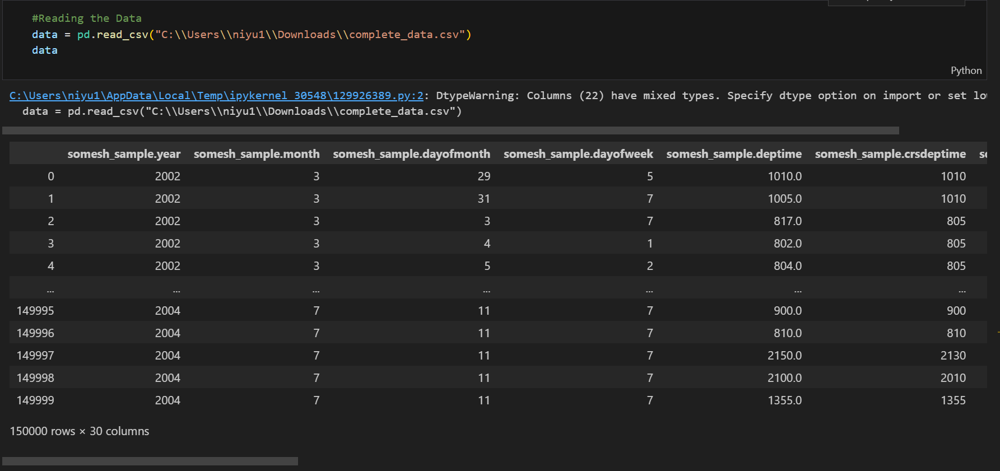 #Reading the Data
data = pd.read_csv("C:\\Users\\niyu1\\Downloads\\complete_data.csv")
data
Python
C:\Users\niyu1\AppData\Local\Temp\ipykernel_30548\129926389.py:2: DtypeWarning: Columns (22) have mixed types. Specify dtype option on import or set
data = pd.read_csv("C:\\Users\\niyu1\\Downloads\\complete_data.csv")
somesh_sample.year somesh_sample.month somesh_sample.dayofmonth somesh_sample.dayofweek somesh_sample.deptime somesh_sample.crsdeptime
0 2002 3 29 5 1010.0 1010
1 2002 3 31 7 1005.0 1010
2 2002 3 3 7 817.0 805
3 2002 3 4 1 802.0 805
4 2002 3 5 2 804.0 805
... ... ... ... ... ... ...
149995 2004 7 11 7 900.0 900
149996 2004 7 11 7 810.0 810
149997 2004 7 11 7 2150.0 2130
149998 2004 7 11 7 2100.0 2010
149999 2004 7 11 7 1355.0 1355
150000 rows × 30 columns